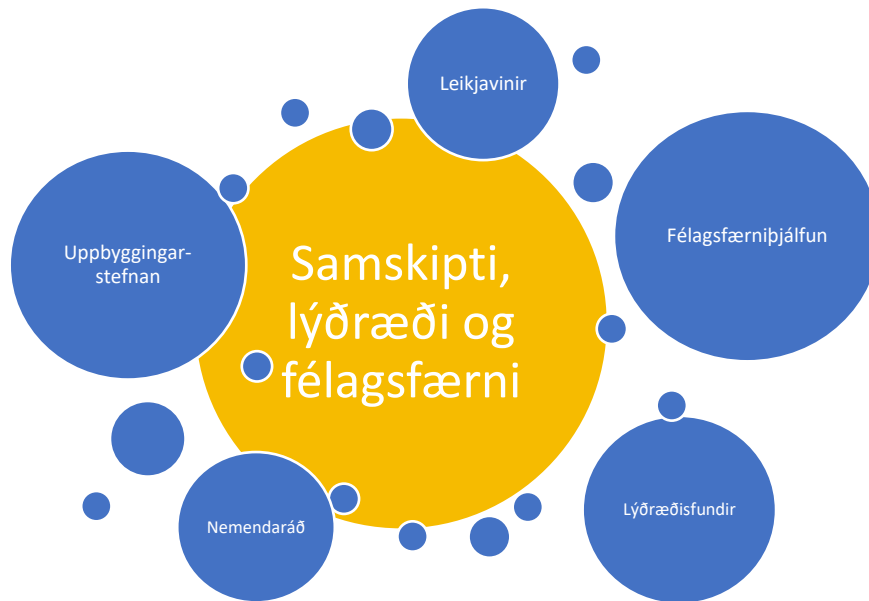 Leikjavinir
Félagsfærniþjálfun
Uppbyggingar-
stefnan
Samskipti,
lýðræði og
félagsfærni
Lýðræðisfundir
Nemendaráð